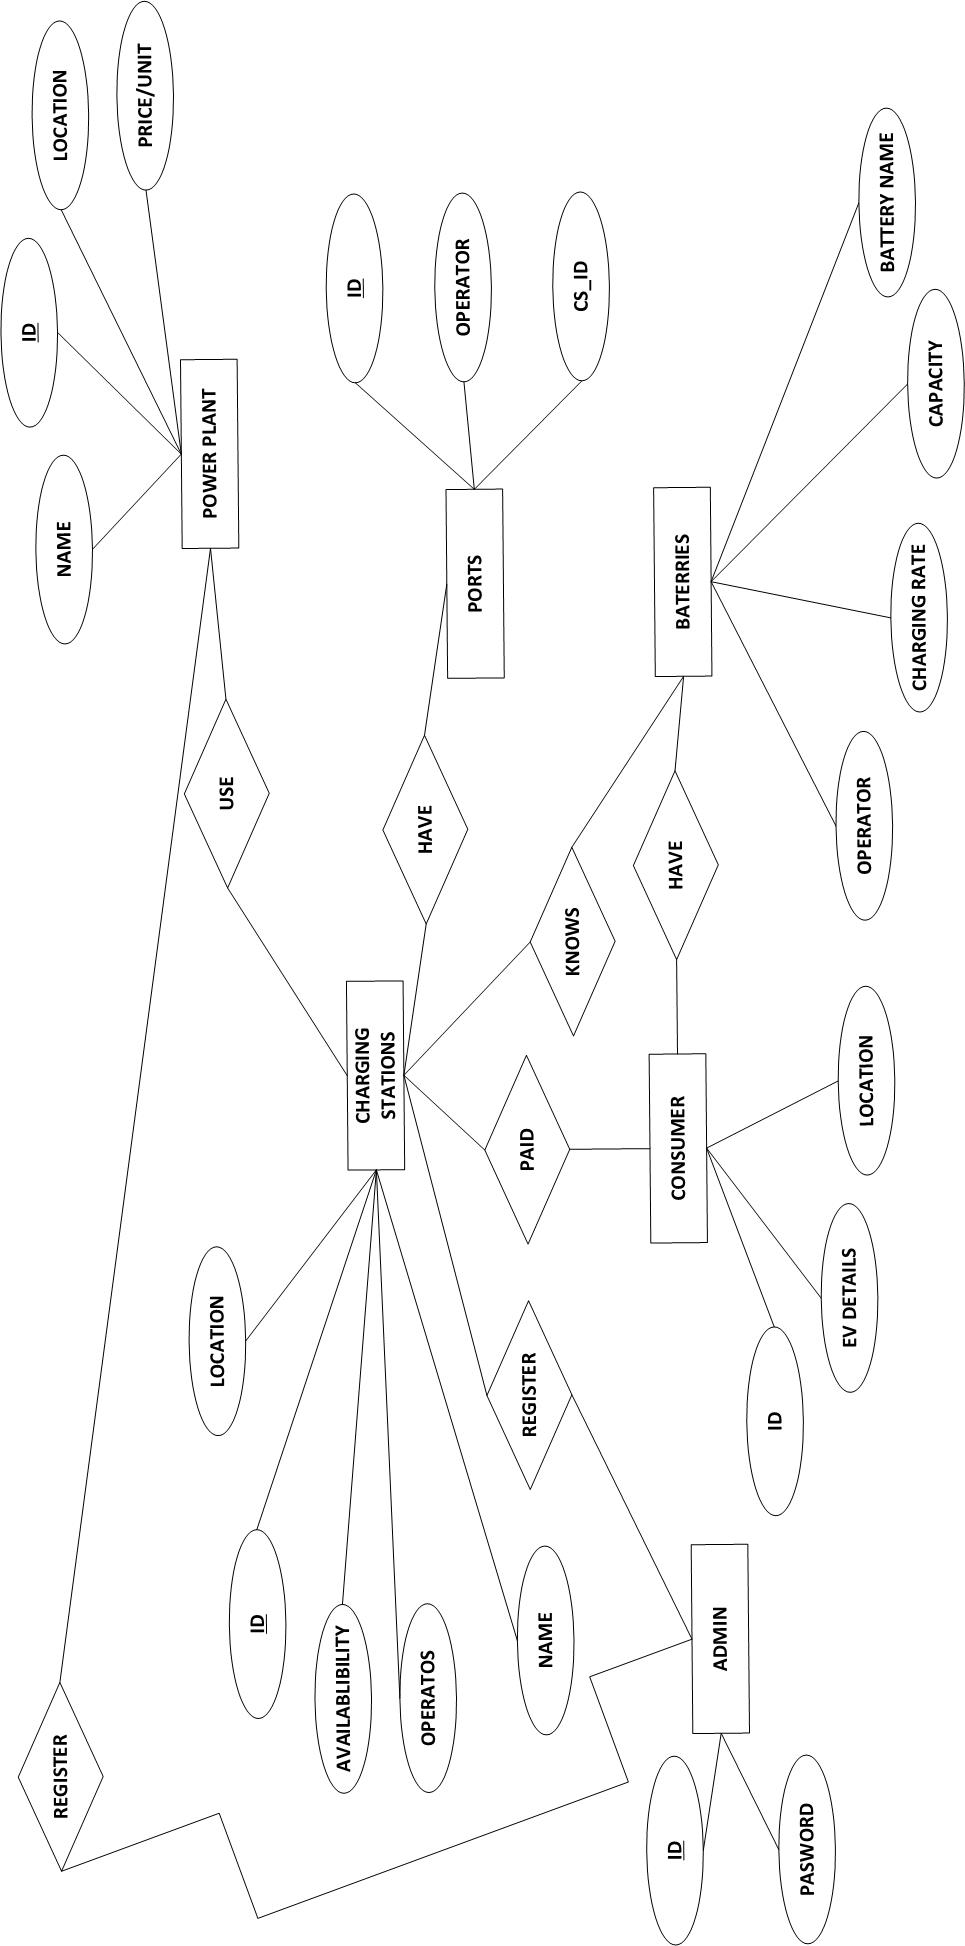 ID
REGISTER
NAME
LOCATION
PRICE/UNIT
POWER PLANT
LOCATION
USE
ID
AVAILABLIBILITY
ID
CHARGING
STATIONS
OPERATOS
HAVE
OPERATOR
PORTS
NAME
REGISTER
PAID
KNOWS
CS_ID
ID
CONSUMER
HAVE
BATERRIES
ADMIN
ID
PASWORD
EV DETAILS
LOCATION
OPERATOR
BATTERY NAME
CHARGING RATE
CAPACITY